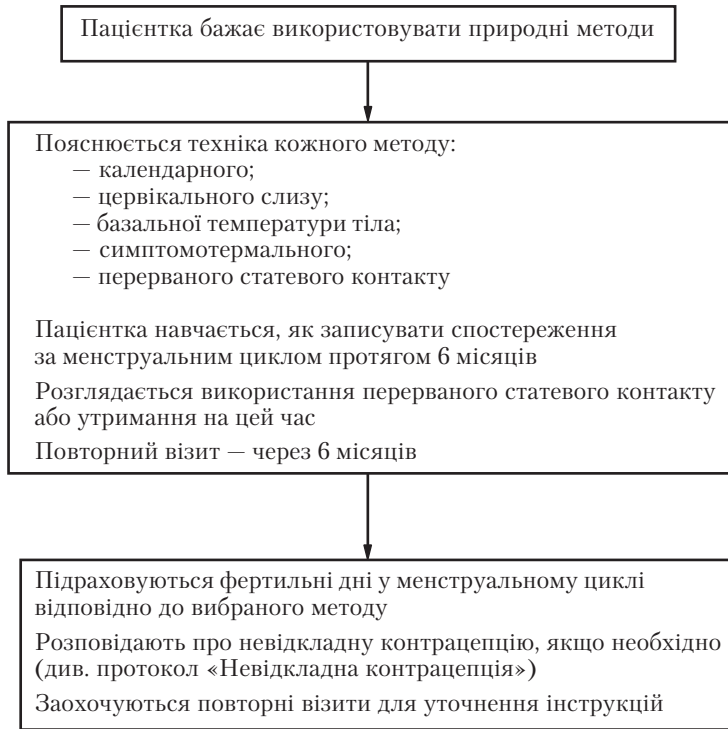 Пацієнтка бажає використовувати природні методи
Пояснюється техніка кожного методу:
— календарного;
— цервікального слизу;
— базальної температури тіла;
— симптомотермального;
— перерваного статевого контакту
Пацієнтка навчається, як записувати спостереження
за менструальним циклом протягом 6 місяців
Розглядається використання перерваного статевого контакту
або утримання на цей час
Повторний візит — через 6 місяців
Підраховуються фертильні дні у менструальному циклі
відповідно до вибраного методу
Розповідають про невідкладну контрацепцію, якщо необхідно
(див. протокол «Невідкладна контрацепція»)
Заохочуються повторні візити для уточнення інструкцій